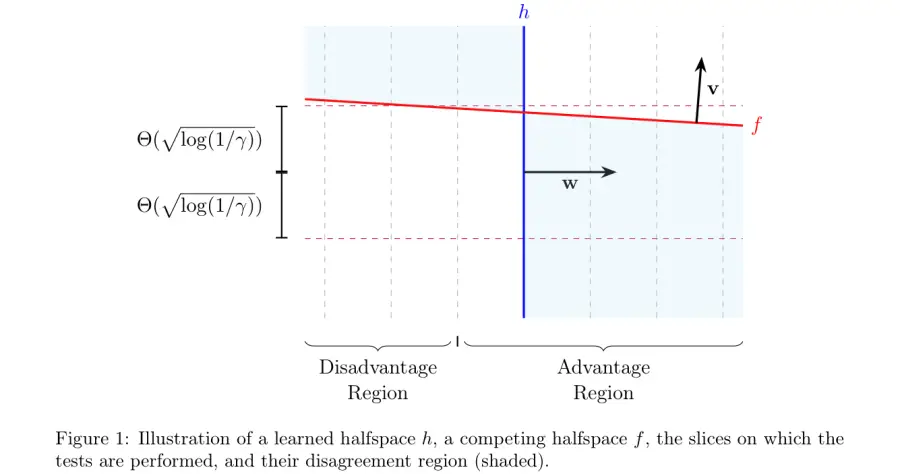 h
v
f
Θ(√log(1/γ))
w
Θ(√log(1/γ))
Disadvantage Region
Advantage Region
Figure 1: Illustration of a learned halfspace h, a competing halfspace f, the slices on which the
tests are performed, and their disagreement region (shaded).